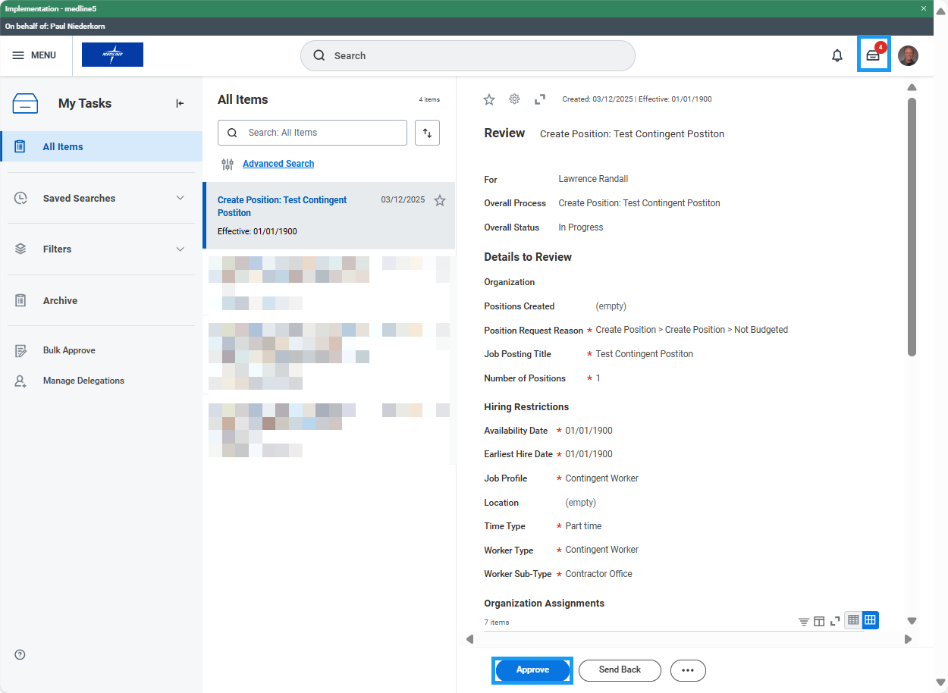 Implementation - medline5
On behalf of: Paul Niederkorn
MENU
MEDLINE
Search
4
My Tasks
All Items
Saved Searches
Filters
Archive
Bulk Approve
Manage Delegations
All Items
4 items
Search: All Items
Advanced Search
Create Position: Test Contingent
Postiton
03/12/2025
Effective: 01/01/1900
Created: 03/12/2025 | Effective: 01/01/1900
Review Create Position: Test Contingent Postiton
For Lawrence Randall
Overall Process Create Position: Test Contingent Postiton
Overall Status In Progress
Details to Review
Organization
Positions Created (empty)
Position Request Reason * Create Position > Create Position > Not Budgeted
Job Posting Title * Test Contingent Postiton
Number of Positions * 1
Hiring Restrictions
Availability Date * 01/01/1900
Earliest Hire Date * 01/01/1900
Job Profile * Contingent Worker
Location (empty)
Time Type * Part time
Worker Type * Contingent Worker
Worker Sub-Type * Contractor Office
Organization Assignments
7 items
Approve
Send Back